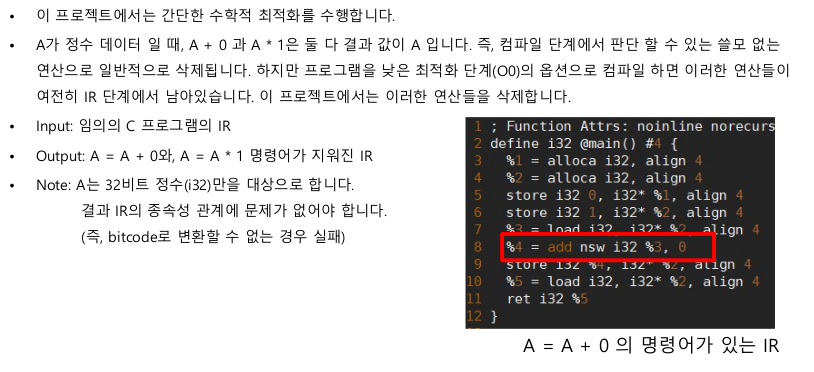 • 이 프로젝트에서는 간단한 수학적 최적화를 수행합니다.
• A가 정수 데이터 일 때, A + 0 과 A * 1은 둘 다 결과 값이 A 입니다. 즉, 컴파일 단계에서 판단 할 수 있는 쓸모 없는
연산으로 일반적으로 삭제됩니다. 하지만 프로그램을 낮은 최적화 단계(O0)의 옵션으로 컴파일 하면 이러한 연산들이
여전히 IR 단계에서 남아있습니다. 이 프로젝트에서는 이러한 연산들을 삭제합니다.
• Input: 임의의 C 프로그램의 IR
• Output: A = A + 0와, A = A * 1 명령어가 지워진 IR
• Note: A는 32비트 정수(i32)만을 대상으로 합니다.
결과 IR의 종속성 관계에 문제가 없어야 합니다.
(즉, bitcode로 변환할 수 없는 경우 실패)
1 ; Function Attrs: noinline norecurs
2 define i32 @main() #4 {
3 %1 = alloca i32, align 4
4 %2 = alloca i32, align 4
5 store i32 0, i32* %1, align 4
6 store i32 1, i32* %2, align 4
7 %3 = load i32, i32* %2, align 4
8 %4 = add nsw i32 %3, 0
9 store i32 %4, i32* %2, align 4
10 %5 = load i32, i32* %2, align 4
11 ret i32 %5
12 }
A = A + 0 의 명령어가 있는 IR